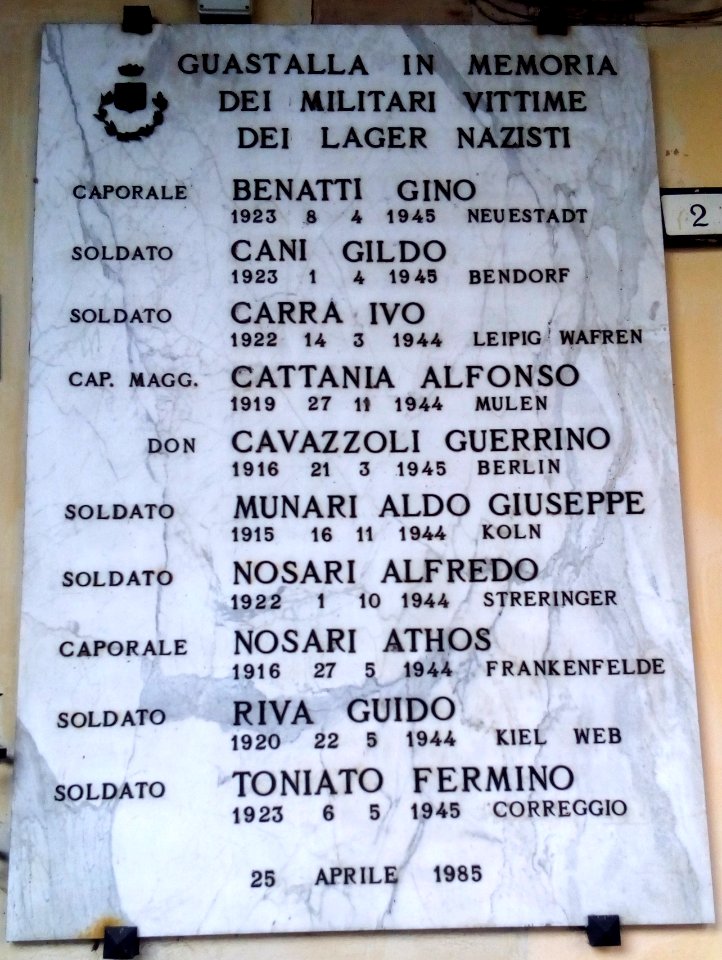 GUASTALLA IN MEMORIA
DEI MILITARI VITTIME
DEI LAGER NAZISTI
CAPORALE BENATTI GINO
1923 8 4 1945 NEUESTADT
SOLDATO CANI GILDO
1923 1 4 1945 BENDORF
SOLDATO CARRA IVO
1922 14 3 1944 LEIPIG WAFREN
CAP. MAGG. CATTANIA ALFONSO
1919 27 11 1944 MULEN
DON CAVAZZOLI GUERRINO
1916 21 3 1945 BERLIN
SOLDATO MUNARI ALDO GIUSEPPE
1915 16 11 1944 KOLN
SOLDATO NOSARI ALFREDO
1922 1 10 1944 STRERINGER
CAPORALE NOSARI ATHOS
1916 27 5 1944 FRANKENFELDE
SOLDATO RIVA GUIDO
1920 22 5 1944 KIEL WEB
SOLDATO TONIATO FERMINO
1923 6 5 1945 CORREGGIO
25 APRILE 1985
2